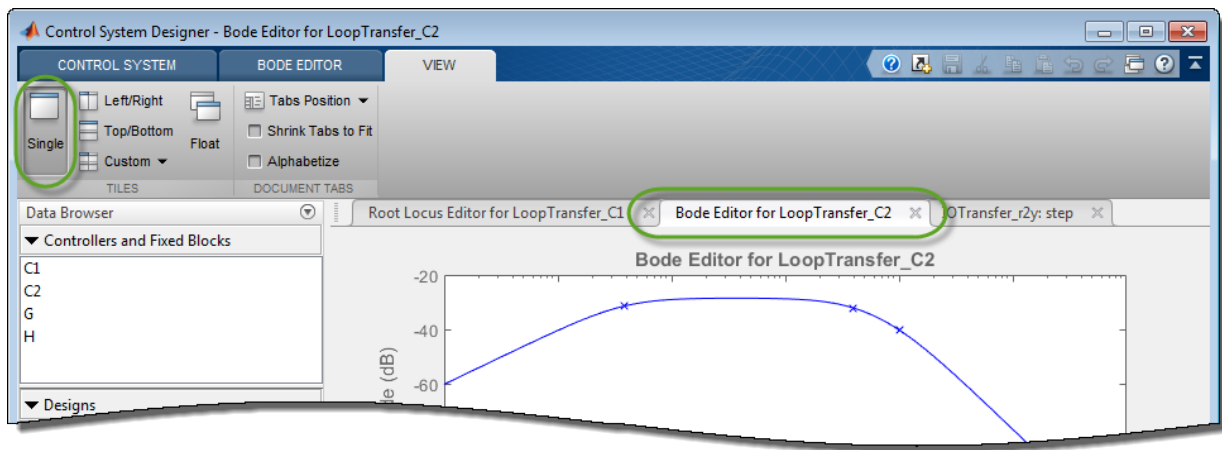 Control System Designer - Bode Editor for LoopTransfer_C2
CONTROL SYSTEM BODE EDITOR VIEW
Single
Left/Right
Top/Bottom
Custom
Float
TILES
Tabs Position
Shrink Tabs to Fit
Alphabetize
DOCUMENT TABS
Data Browser
Controllers and Fixed Blocks
C1
C2
G
H
Designs
Root Locus Editor for LoopTransfer_C1 Bode Editor for LoopTransfer_C2 IOTransfer_r2y: step
Bode Editor for LoopTransfer_C2
-20
-40
-60
(dB)